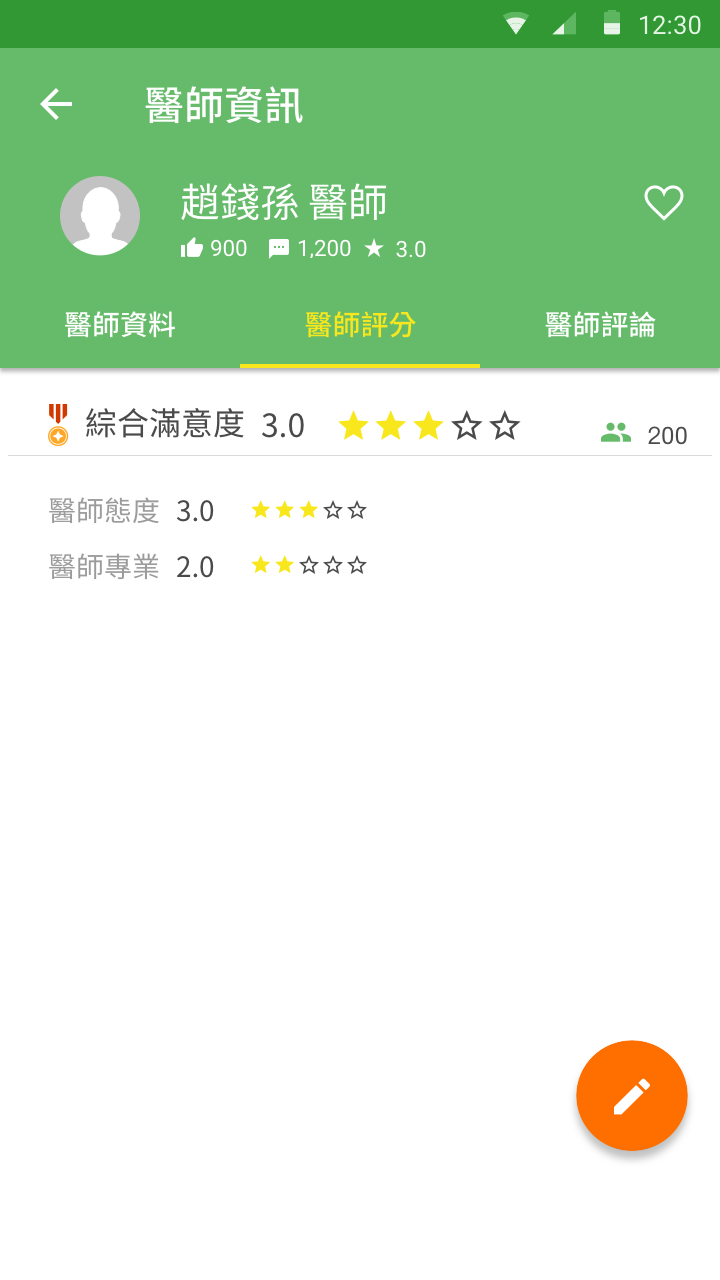 12:30
醫師資訊
趙錢孫 醫師
900 1,200 3.0
醫師資料 醫師評分 醫師評論
綜合滿意度 3.0 200
醫師態度 3.0
醫師專業 2.0